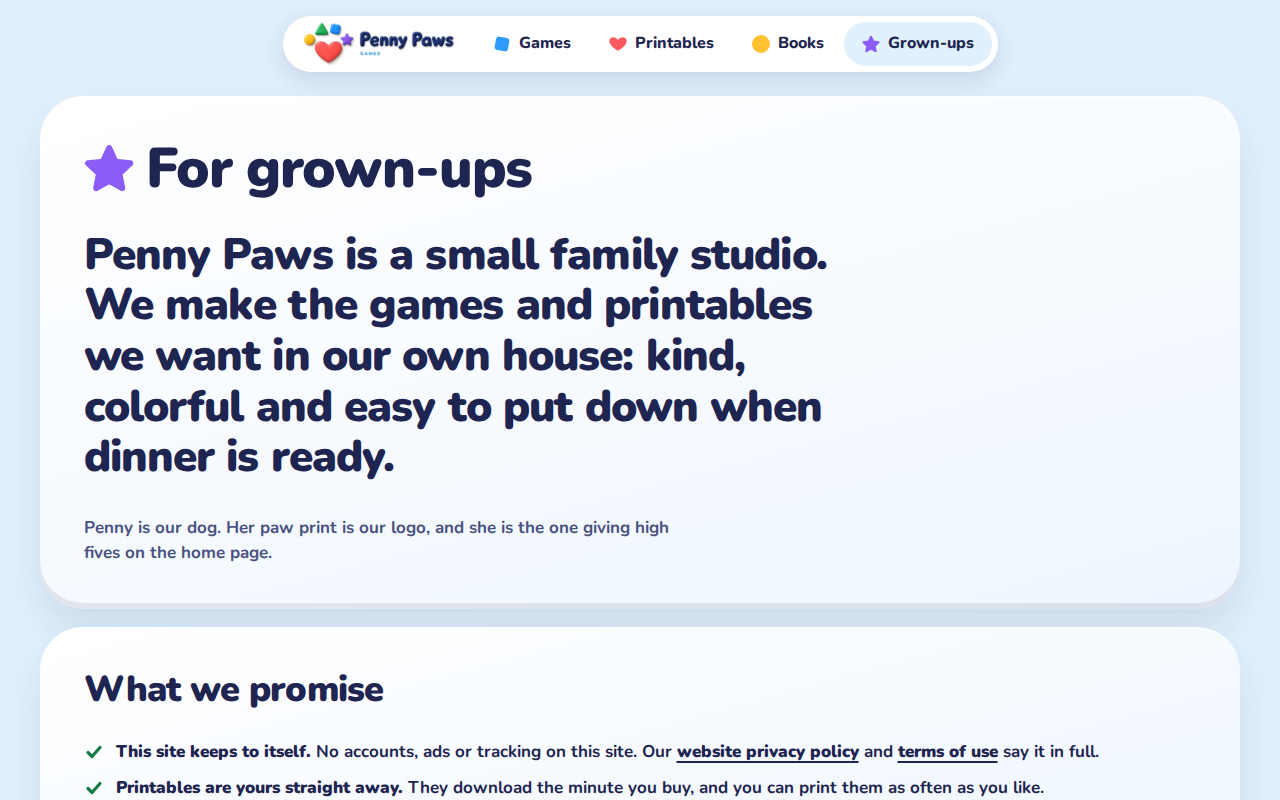 Penny Paws
GAMES
Games
Printables
Books
Grown-ups
For grown-ups
Penny Paws is a small family studio.
We make the games and printables
we want in our own house: kind,
colorful and easy to put down when
dinner is ready.
Penny is our dog. Her paw print is our logo, and she is the one giving high
fives on the home page.
What we promise
This site keeps to itself. No accounts, ads or tracking on this site. Our website privacy policy and terms of use say it in full.
Printables are yours straight away. They download the minute you buy, and you can print them as often as you like.